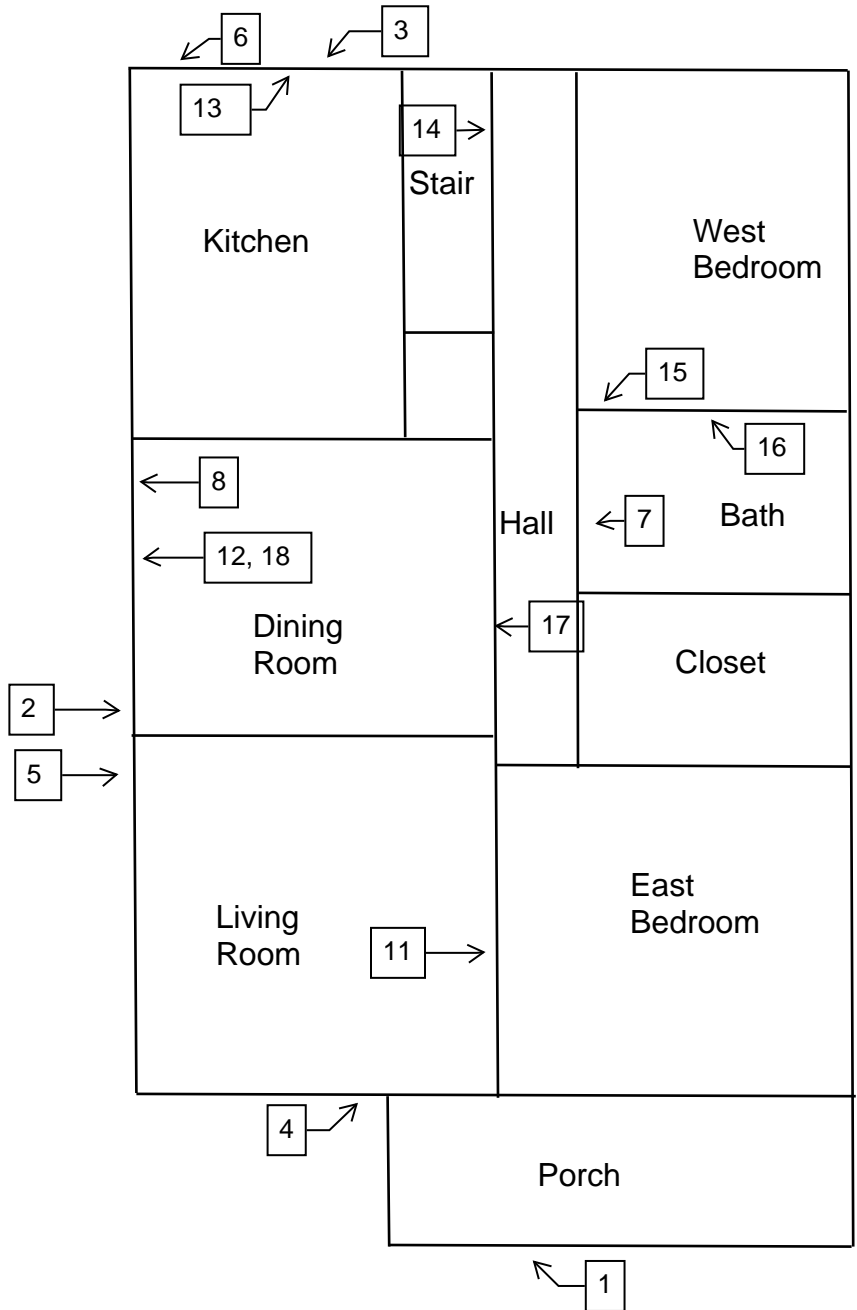 6
3
13
14
Stair
Kitchen
West
Bedroom
15
16
8
7
Bath
Hall
12, 18
17
Dining
Room
Closet
2
5
East
Bedroom
Living
Room
11
4
Porch
1